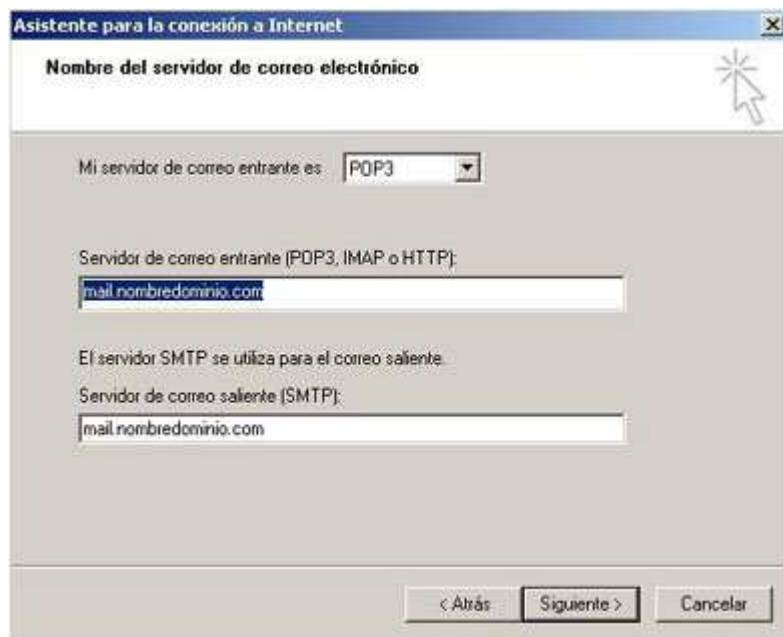 Asistente para la conexión a Internet
Nombre del servidor de correo electrónico
Mi servidor de correo entrante es POP3
Servidor de correo entrante (POP3, IMAP o HTTP):
mail.nombredominio.com
El servidor SMTP se utiliza para el correo saliente.
Servidor de correo saliente (SMTP):
mail.nombredominio.com
< Atrás Siguiente > Cancelar